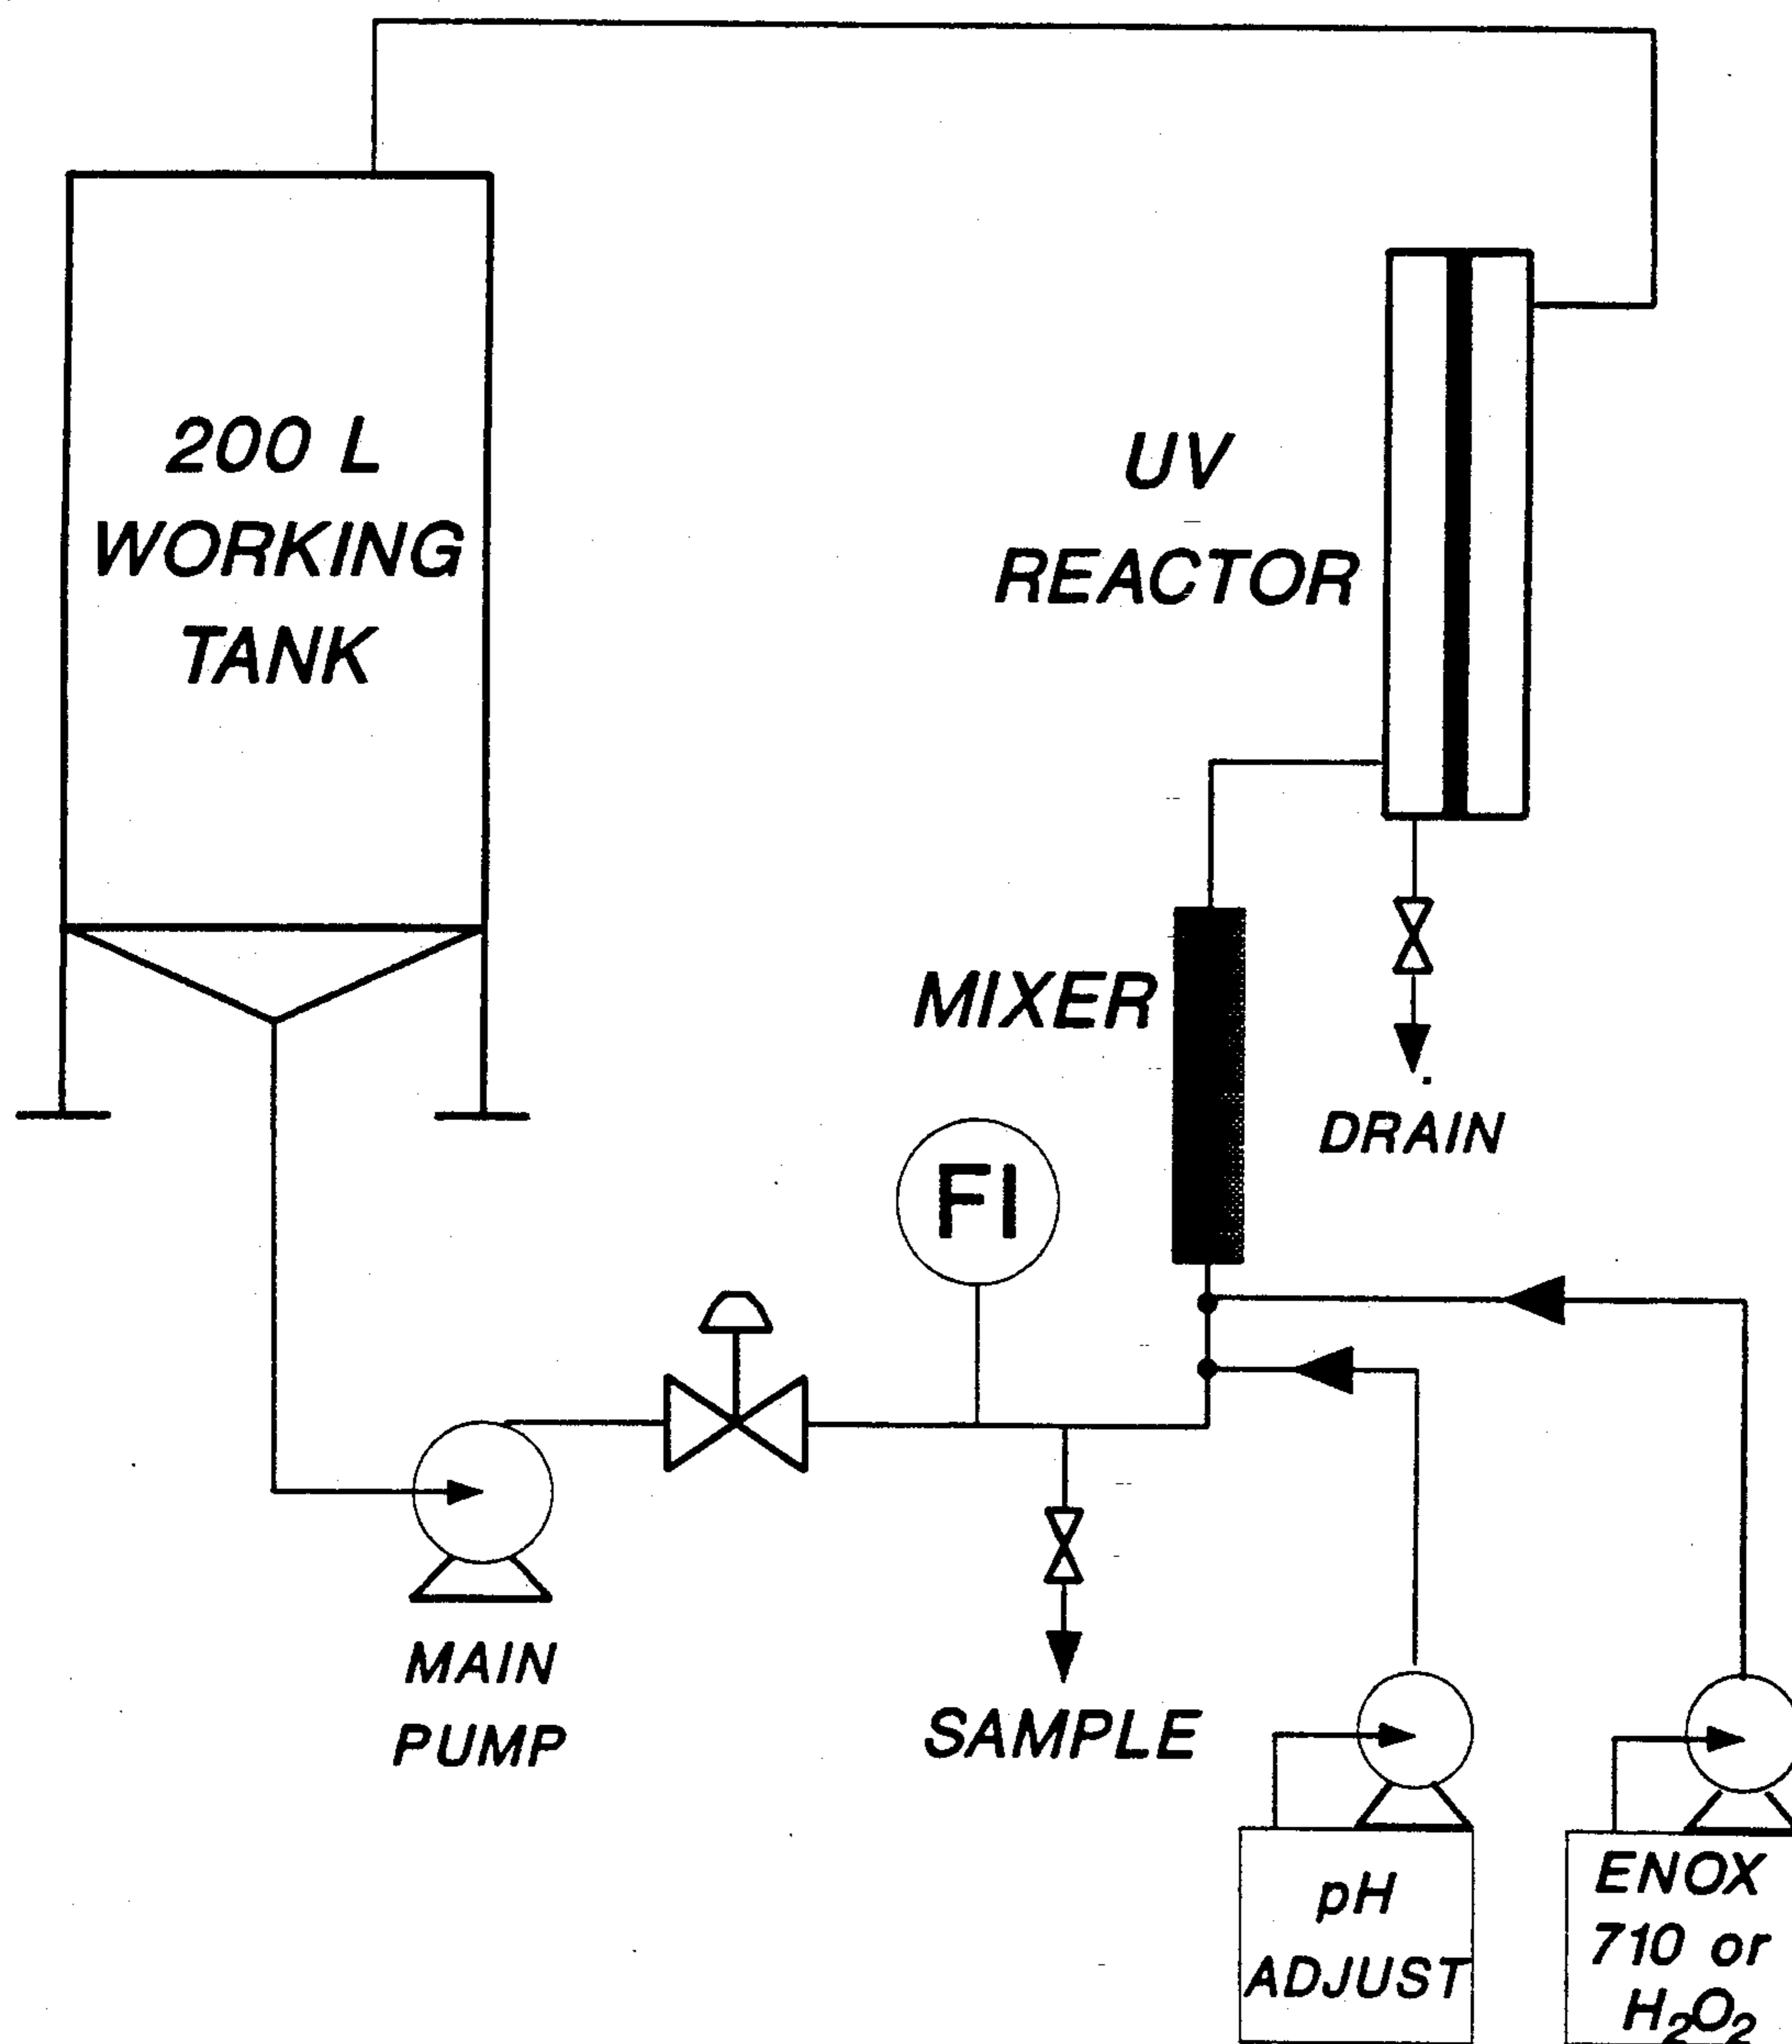 200 L
WORKING
TANK
UV
REACTOR
MIXER
DRAIN
FI
MAIN
PUMP
SAMPLE
pH
ADJUST
ENOX
710 or
H₂O₂